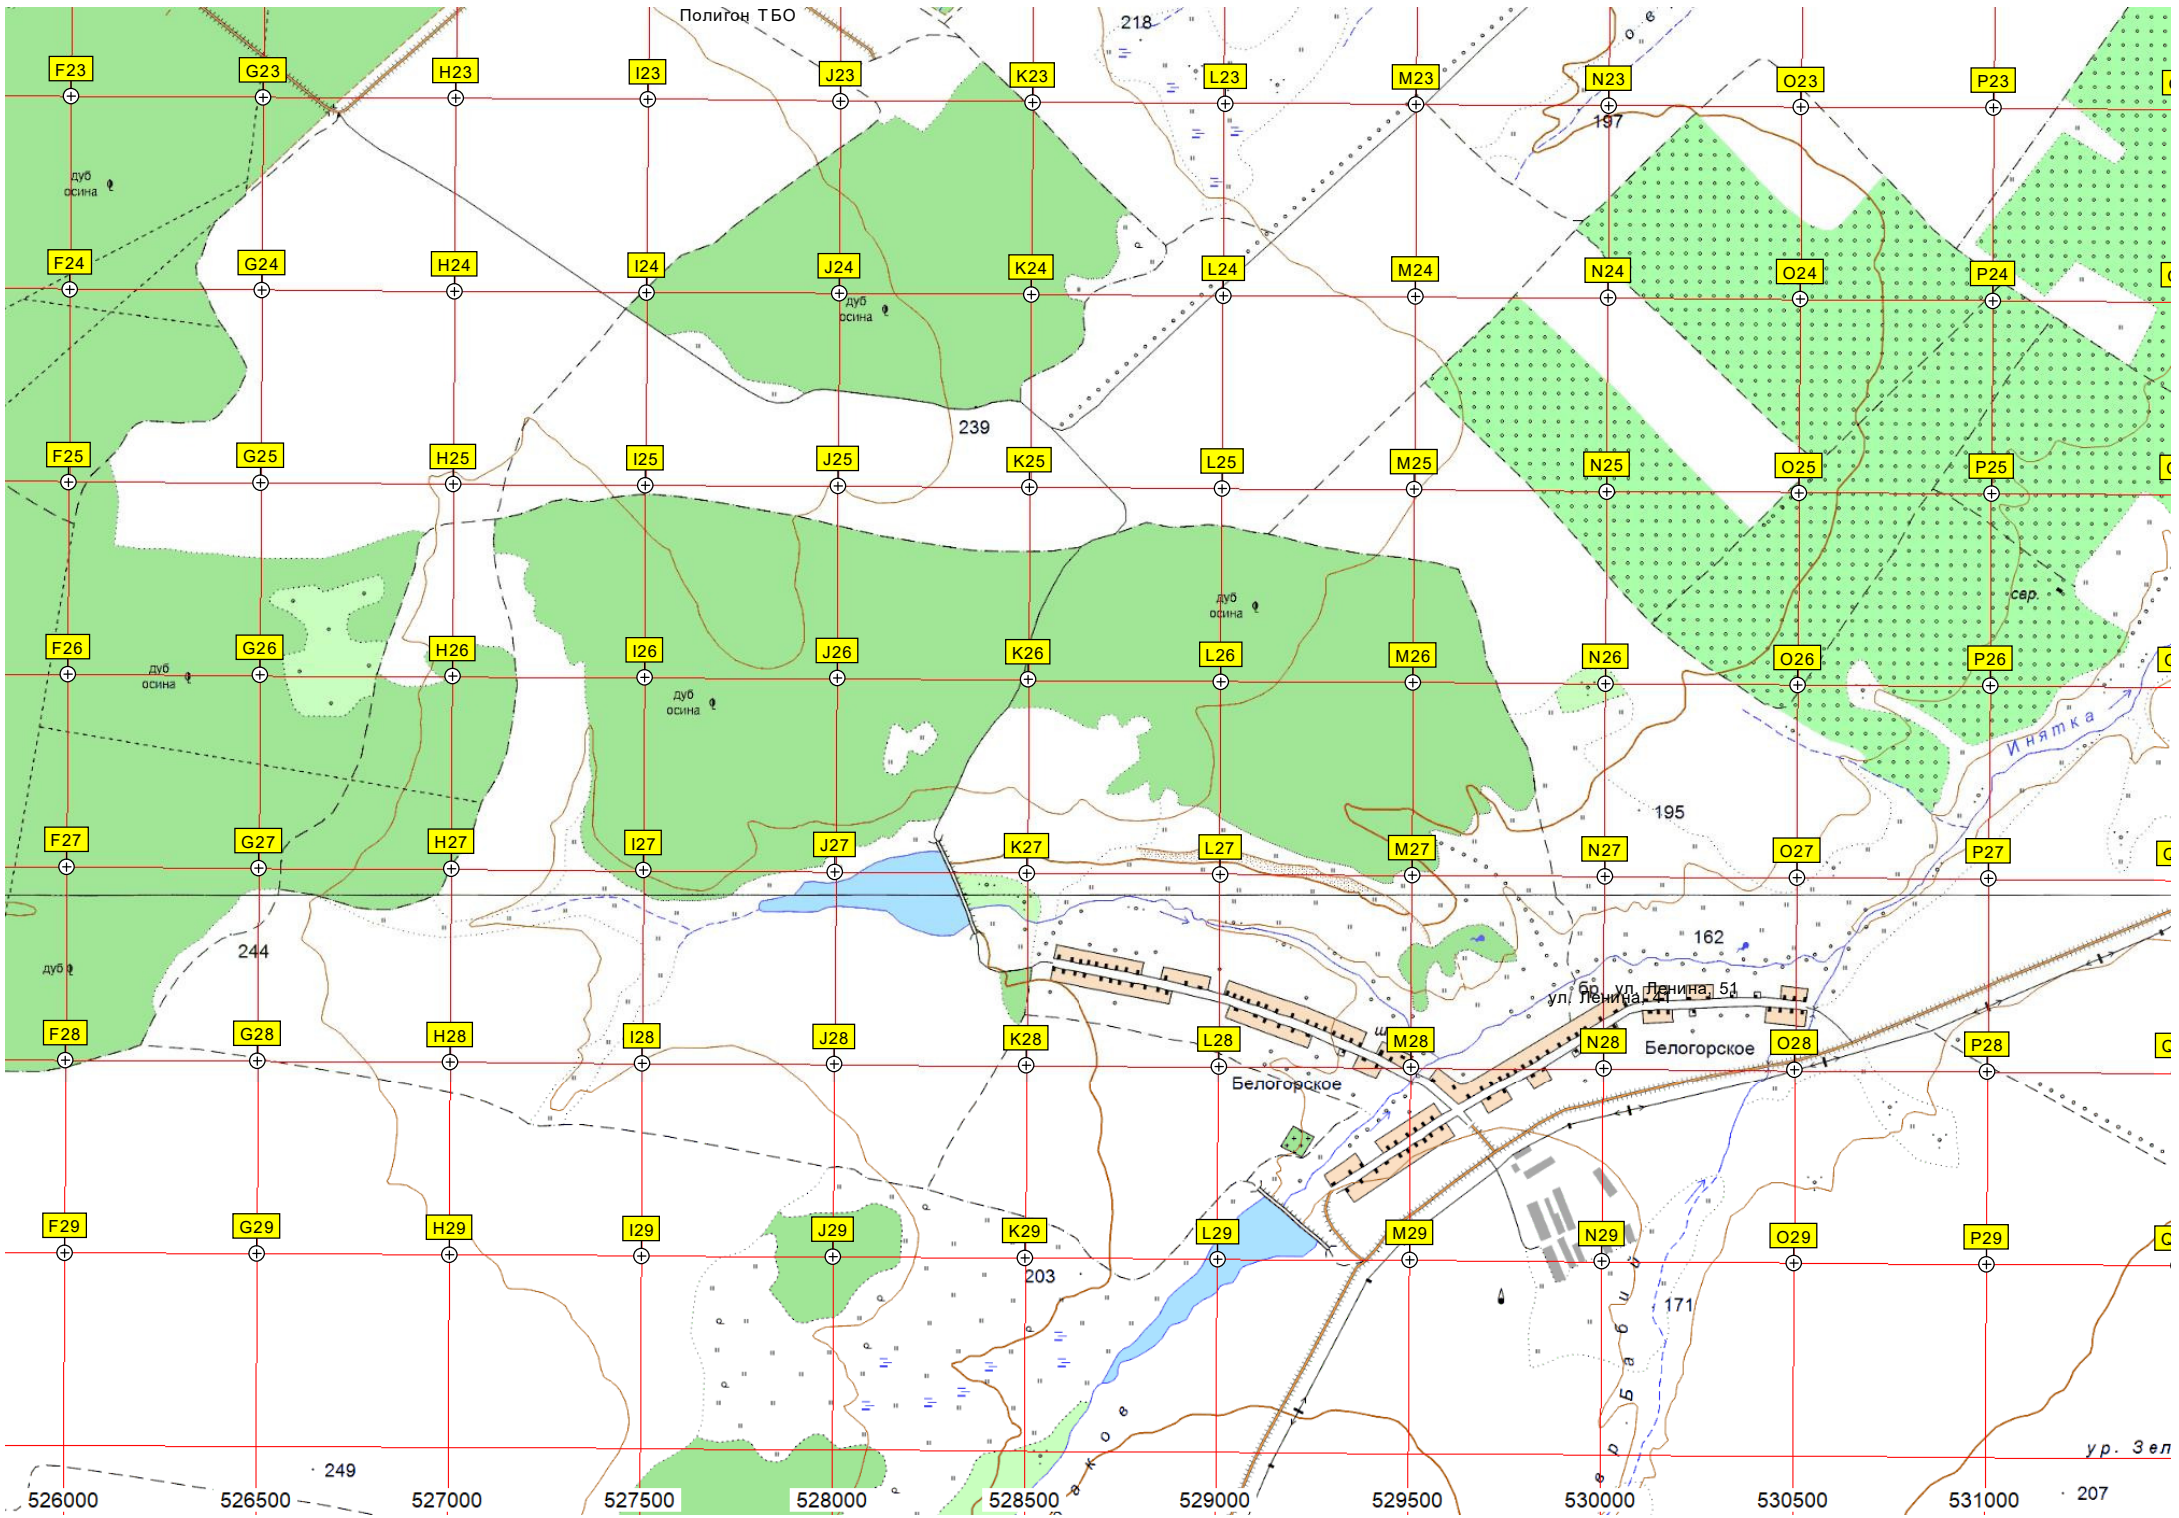 Полигон ТБО
218
о в
F23 G23 H23 I23 J23 K23 L23 M23 N23 O23 P23
197
дуб
осина
F24 G24 H24 I24 J24 K24 L24 M24 N24 O24 P24
дуб
осина
239
F25 G25 H25 I25 J25 K25 L25 M25 N25 O25 P25
дуб
осина
сар.
F26 G26 H26 I26 J26 K26 L26 M26 N26 O26 P26
дуб
осина
дуб
осина
Инятка
195
F27 G27 H27 I27 J27 K27 L27 M27 N27 O27 P27 Q
244
162
дуб
бр. ул. Ленина, 51
ул. Ленина, 41
F28 G28 H28 I28 J28 K28 L28 M28 N28 O28 P28 Q
Белогорское
Белогорское
F29 G29 H29 I29 J29 K29 L29 M29 N29 O29 P29 Q
203
171
вр Бабий
аков
ур. Зел
249
207
526000 526500 527000 527500 528000 528500 529000 529500 530000 530500 531000